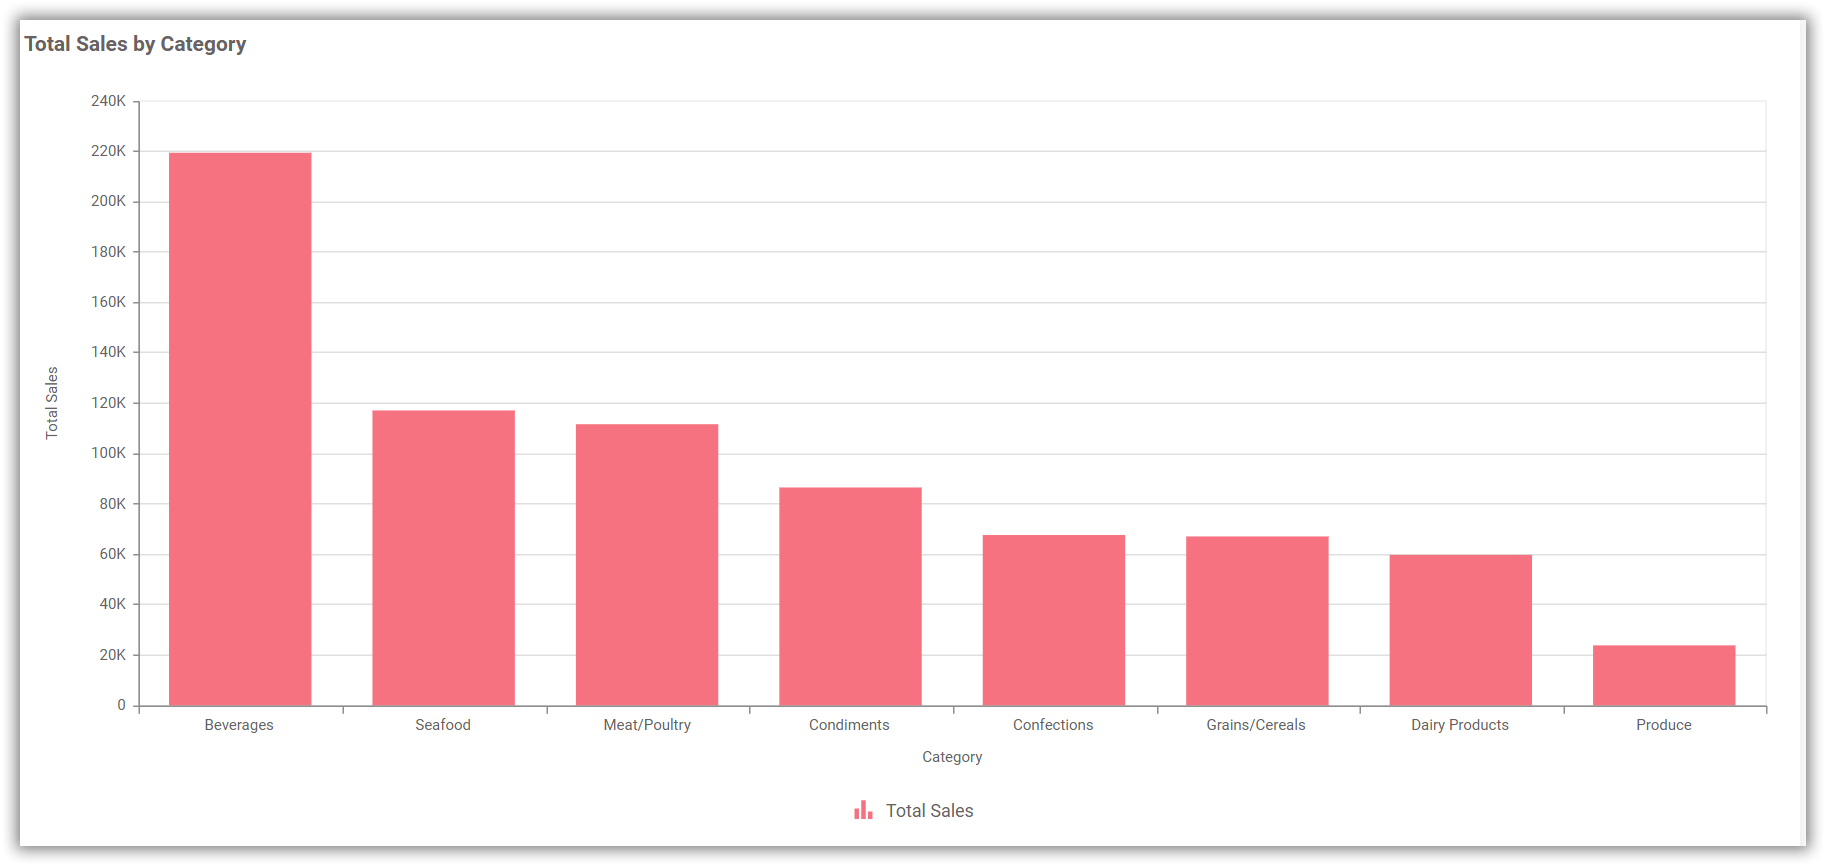 Total Sales by Category
240K
220K
200K
180K
160K
140K
120K
100K
80K
60K
40K
20K
0
Total Sales
Beverages Seafood Meat/Poultry Condiments Confections Grains/Cereals Dairy Products Produce
Category
Total Sales